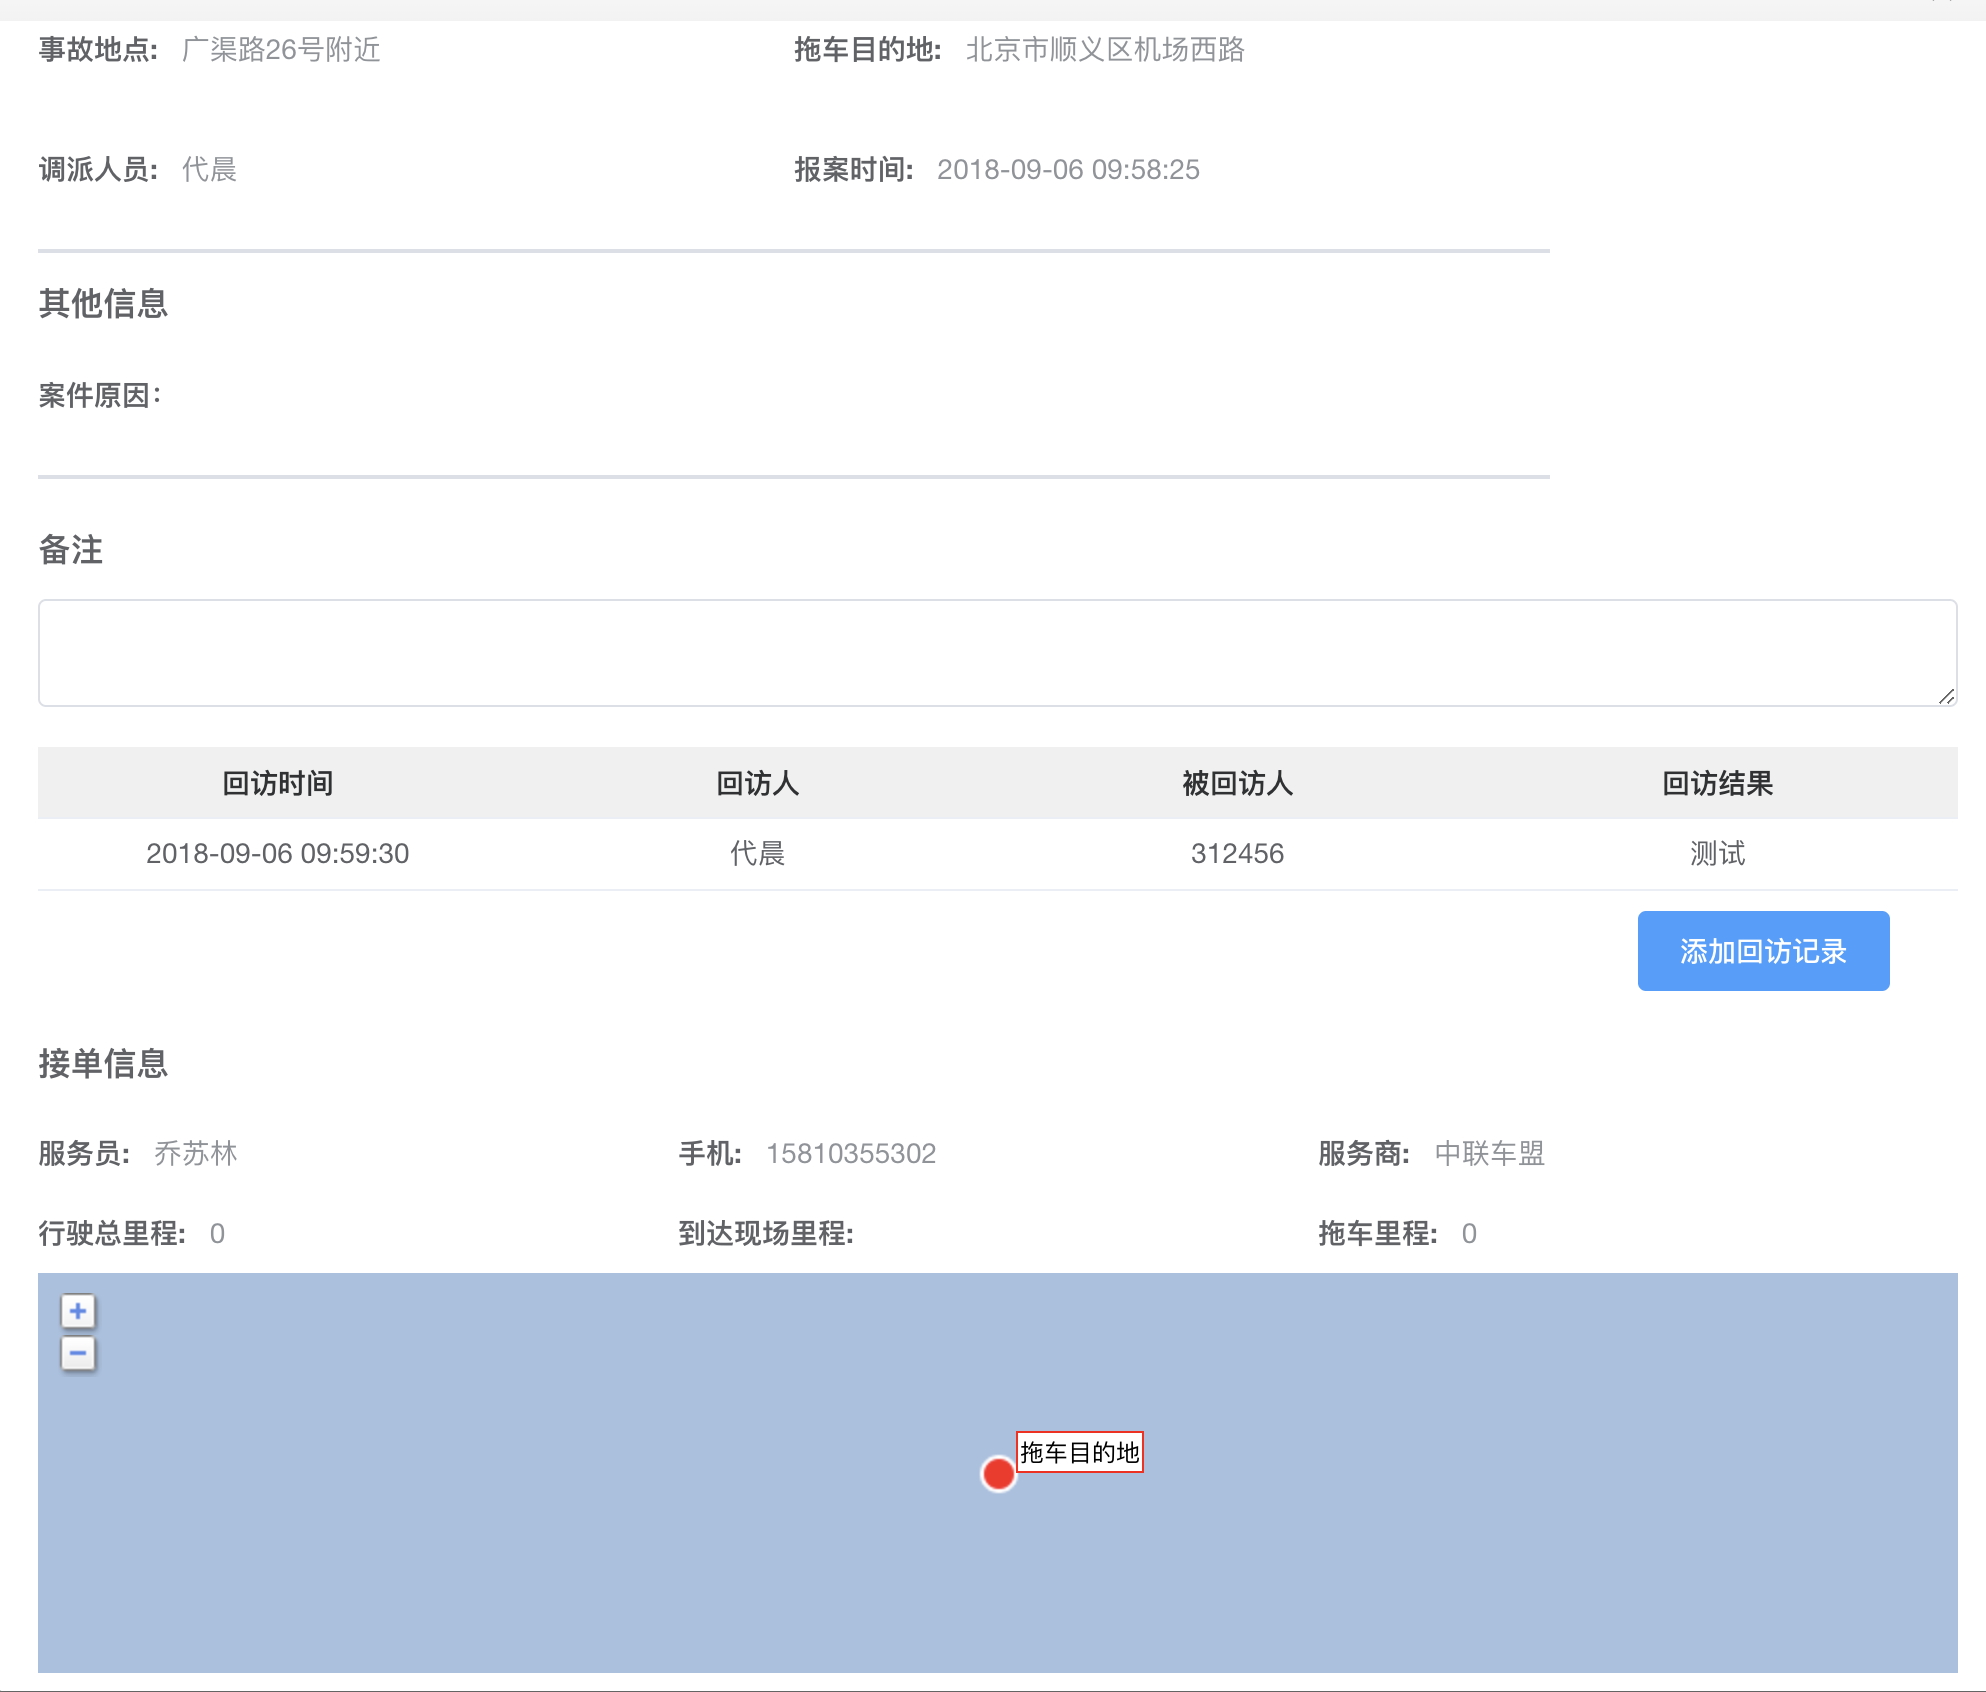 事故地点: 广渠路26号附近 拖车目的地: 北京市顺义区机场西路
调派人员: 代晨 报案时间: 2018-09-06 09:58:25
其他信息
案件原因:
备注
回访时间 回访人 被回访人 回访结果
2018-09-06 09:59:30 代晨 312456 测试
添加回访记录
接单信息
服务员: 乔苏林 手机: 15810355302 服务商: 中联车盟
行驶总里程: 0 到达现场里程: 拖车里程: 0
拖车目的地